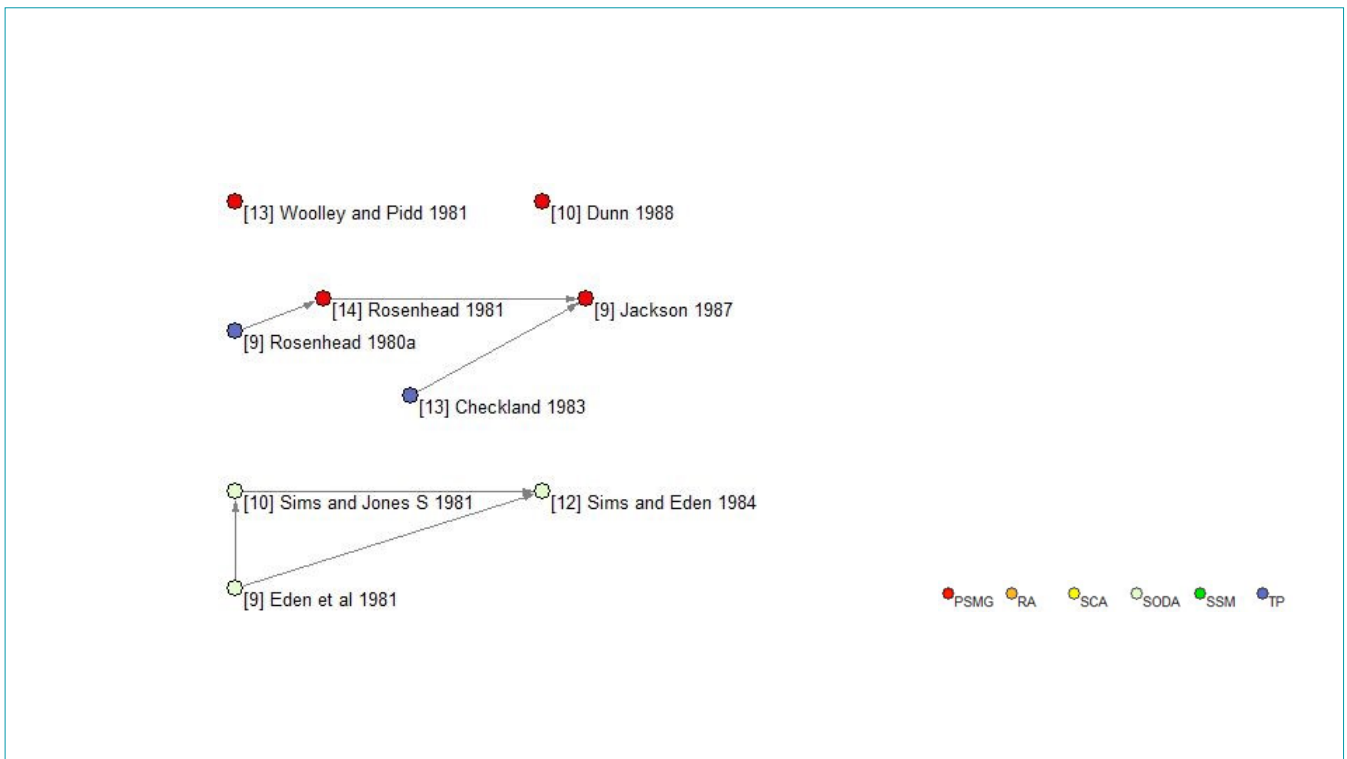 [13] Woolley and Pidd 1981
[10] Dunn 1988
[14] Rosenhead 1981
[9] Jackson 1987
[9] Rosenhead 1980a
[13] Checkland 1983
[10] Sims and Jones S 1981
[12] Sims and Eden 1984
[9] Eden et al 1981
PSMG RA SCA SODA SSM TP